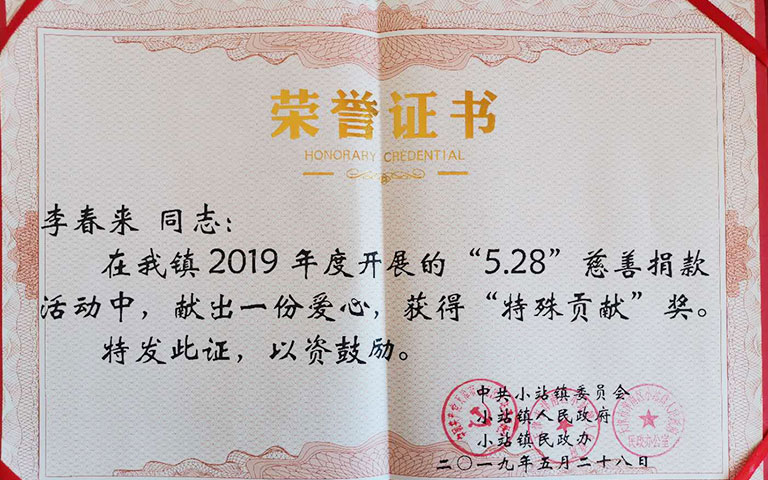 荣誉证书
HONORARY CREDENTIAL
李春来 同志：
在我镇2019年度开展的“5.28”慈善捐款
活动中，献出一份爱心，获得“特殊贡献”奖。
特发此证，以资鼓励。
中共小站镇委员会
小站镇人民政府
小站镇民政办
二〇一九年五月二十八日